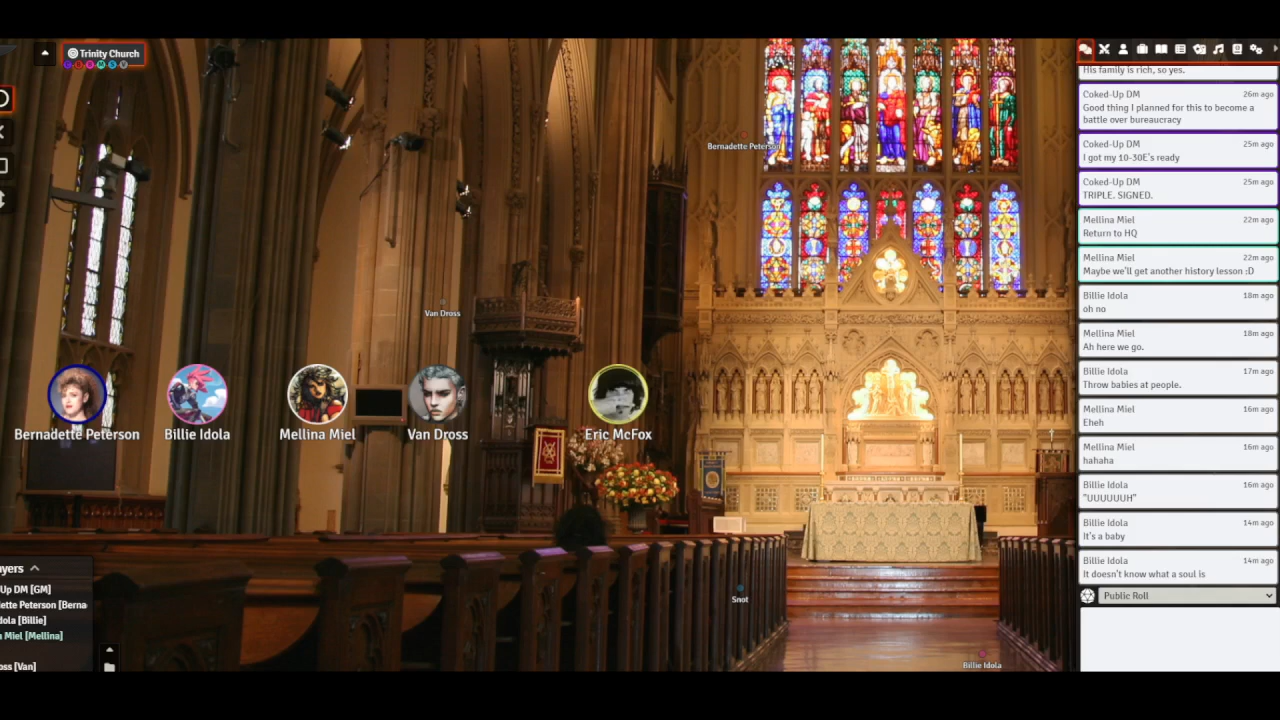 Trinity Church
C B B M S V
Bernadette Peterson
Van Dross
Bernadette Peterson
Billie Idola
Mellina Miel
Van Dross
Eric McFox
Snot
Billie Idola
yers
Up DM [GM]
ette Peterson [Berna
dola [Billie]
Miel [Mellina]
ss [Van]
His family is rich, so yes.
Coked-Up DM 26m ago
Good thing I planned for this to become a
battle over bureaucracy
Coked-Up DM 25m ago
I got my 10-30E's ready
Coked-Up DM 25m ago
TRIPLE. SIGNED.
Mellina Miel 22m ago
Return to HQ
Mellina Miel 22m ago
Maybe we'll get another history lesson :D
Billie Idola 18m ago
oh no
Mellina Miel 18m ago
Ah here we go.
Billie Idola 17m ago
Throw babies at people.
Mellina Miel 16m ago
Eheh
Mellina Miel 16m ago
hahaha
Billie Idola 16m ago
"UUUUUUH"
Billie Idola 14m ago
It's a baby
Billie Idola 14m ago
It doesn't know what a soul is
Public Roll